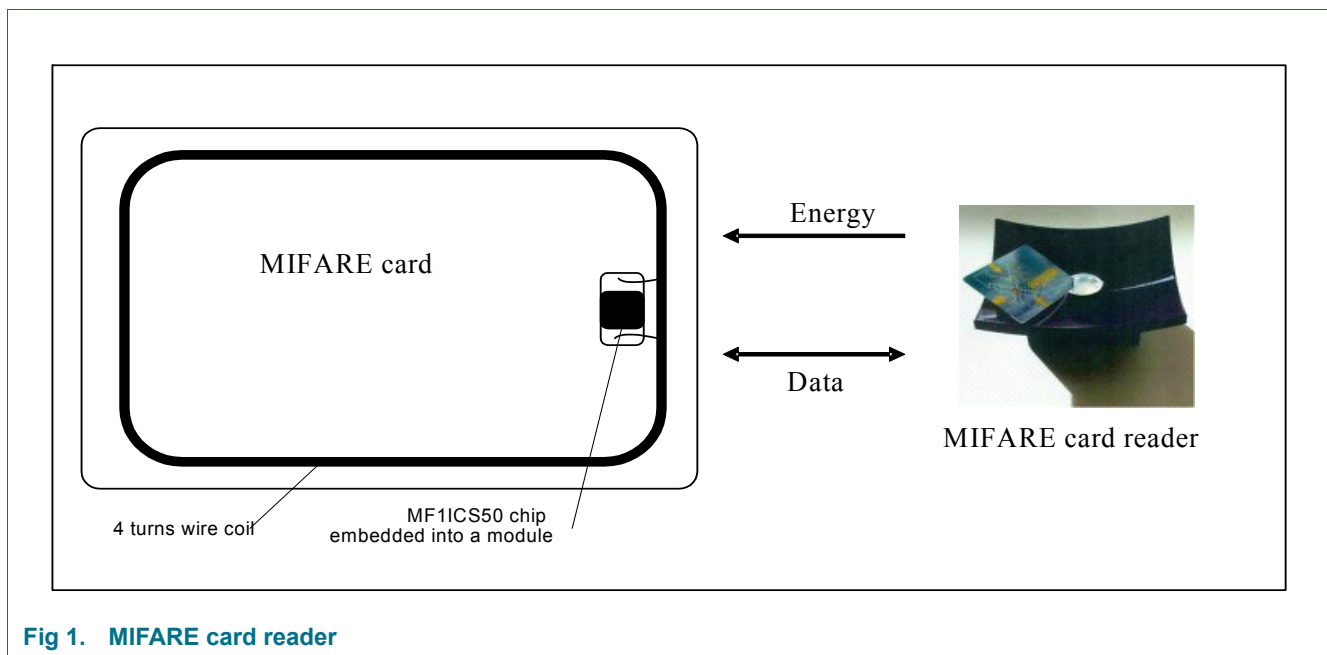 MIFARE card
Energy
Data
MIFARE card reader
4 turns wire coil
MF1ICS50 chip
embedded into a module
Fig 1. MIFARE card reader